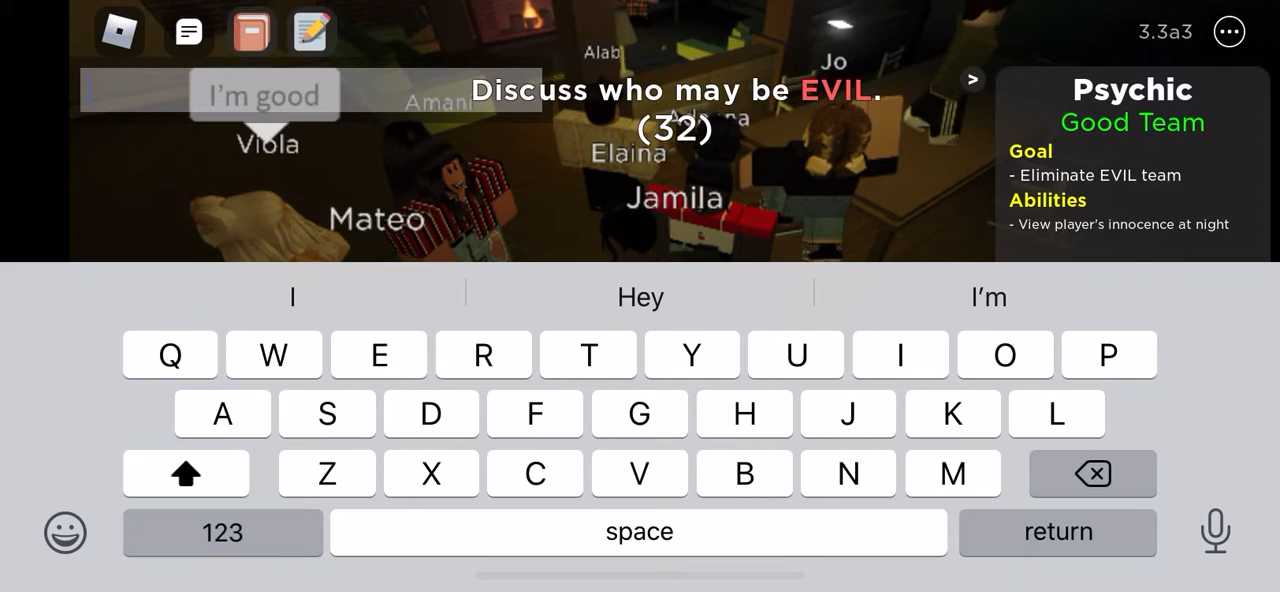 3.3a3
Alab
Jo
Discuss who may be EVIL.
(32)
I'm good
Amani
Viola
Elaina
Jamila
Mateo
>
Psychic
Good Team
Goal
- Eliminate EVIL team
Abilities
- View player's innocence at night
I Hey I'm
Q W E R T Y U I O P
A S D F G H J K L
Z X C V B N M
123 space return